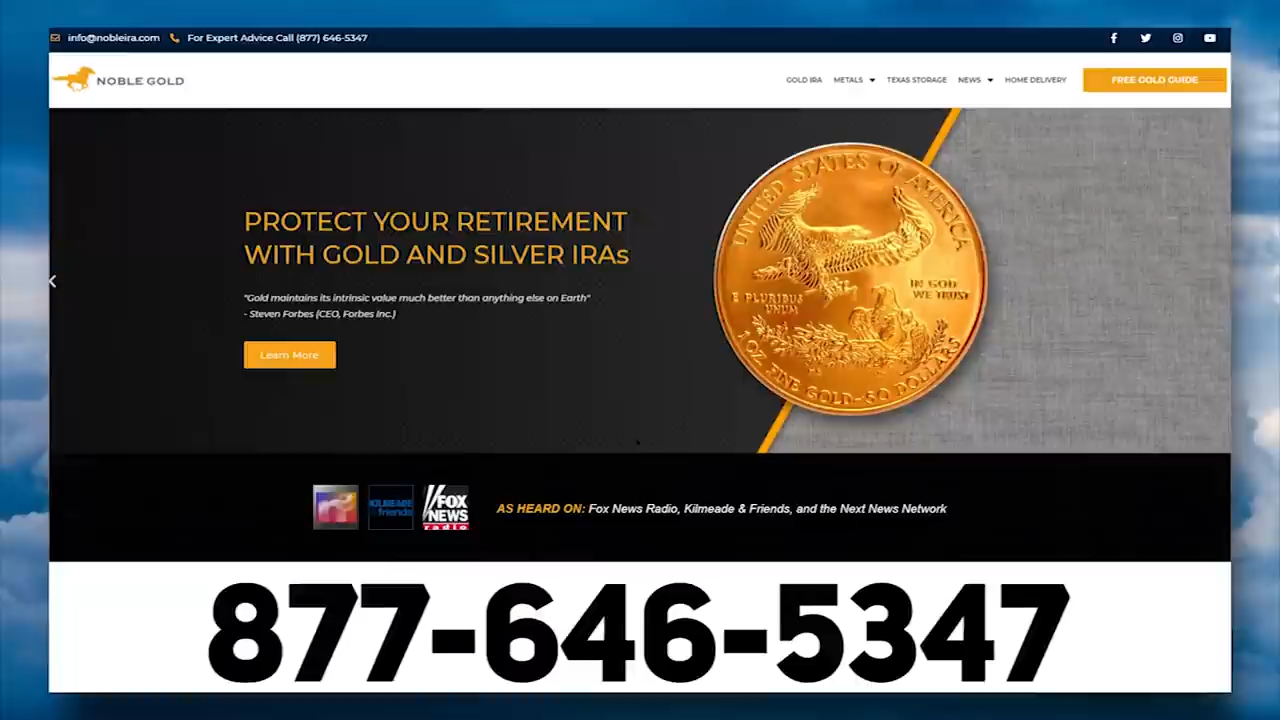 info@nobleira.com For Expert Advice Call (877) 646-5347
NOBLE GOLD
GOLD IRA METALS TEXAS STORAGE NEWS HOME DELIVERY FREE GOLD GUIDE
PROTECT YOUR RETIREMENT
WITH GOLD AND SILVER IRAs
"Gold maintains its intrinsic value much better than anything else on Earth"
- Steven Forbes (CEO, Forbes Inc.)
Learn More
UNITED STATES OF AMERICA
E PLURIBUS
UNUM
IN GOD
WE TRUST
1 OZ. FINE GOLD~50 DOLLARS
KILMEADE
friends
FOX
NEWS
radio
AS HEARD ON: Fox News Radio, Kilmeade & Friends, and the Next News Network
877-646-5347